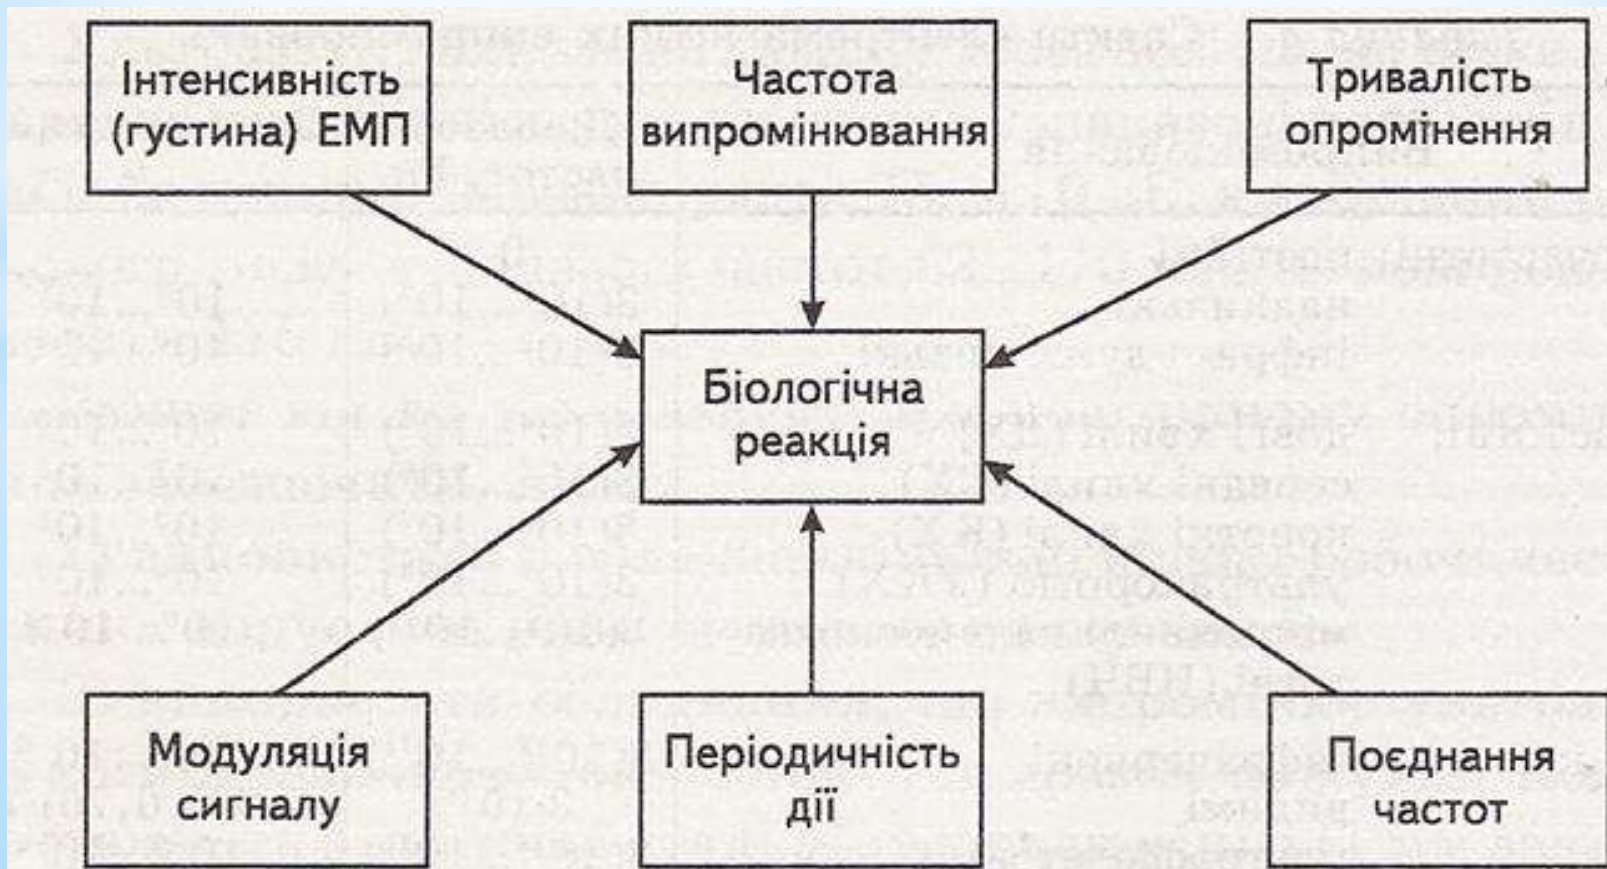 Інтенсивність
(густина) ЕМП
Частота
випромінювання
Тривалість
опромінення
Біологічна
реакція
Модуляція
сигналу
Періодичність
дії
Поєднання
частот